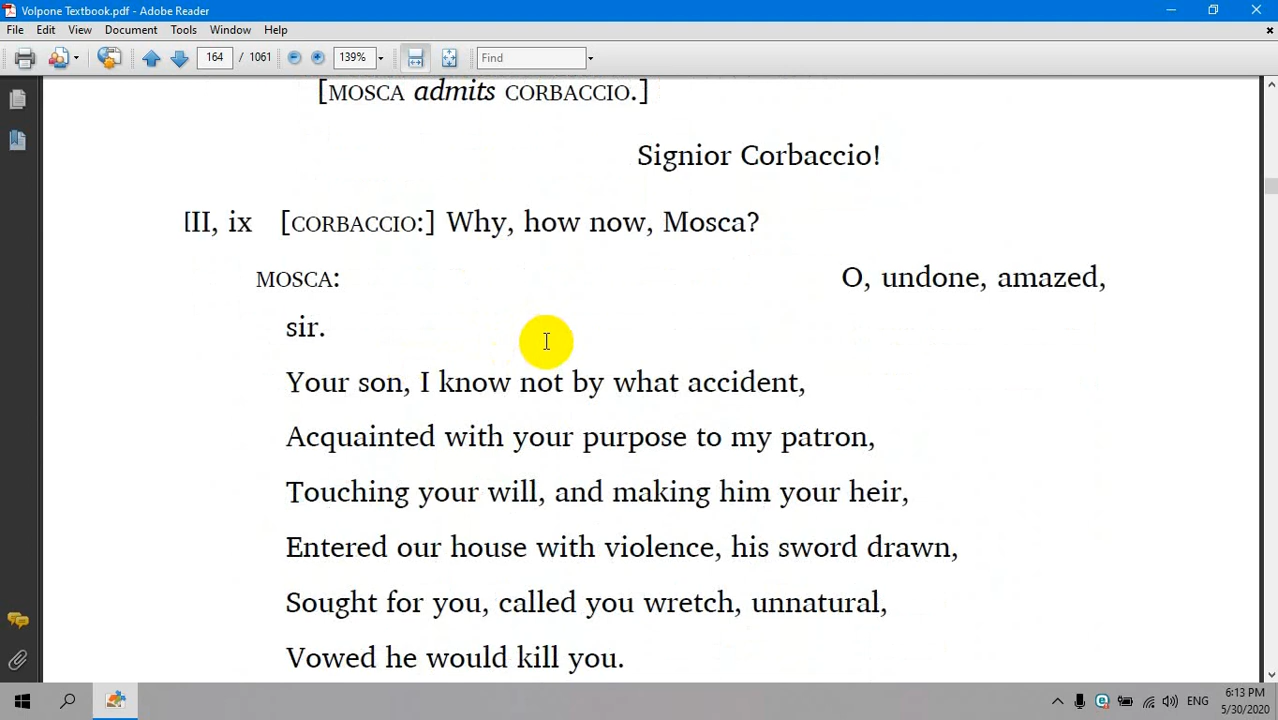 Volpone Textbook.pdf - Adobe Reader
File Edit View Document Tools Window Help
164 / 1061 139% Find
[MOSCA admits CORBACCIO.]
Signior Corbaccio!
[II, ix [CORBACCIO:] Why, how now, Mosca?
MOSCA: O, undone, amazed,
sir.
Your son, I know not by what accident,
Acquainted with your purpose to my patron,
Touching your will, and making him your heir,
Entered our house with violence, his sword drawn,
Sought for you, called you wretch, unnatural,
Vowed he would kill you.
ENG
6:13 PM
5/30/2020